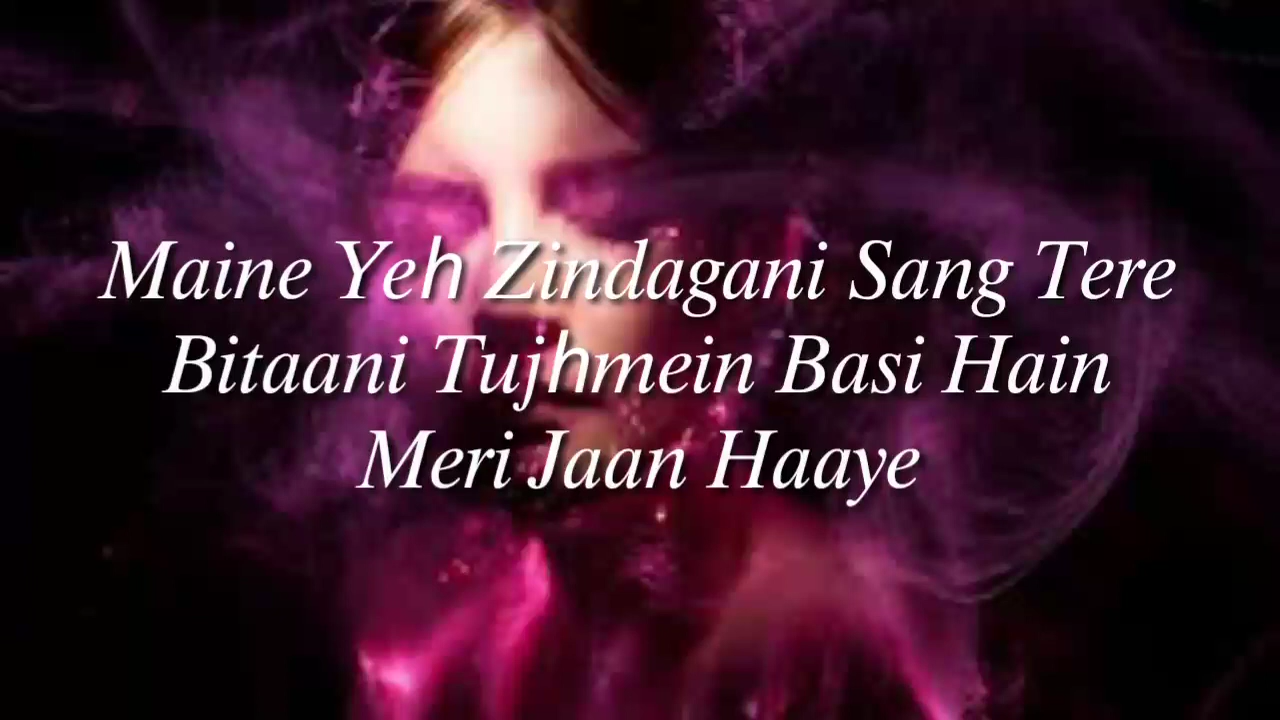 Maine Yeh Zindagani Sang Tere
Bitaani Tujhmein Basi Hain
Meri Jaan Haaye